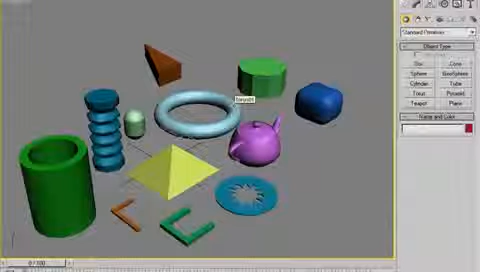 Standard Primitives
Object Type
Box
Cone
Sphere
GeoSphere
Cylinder
Tube
Torus
Pyramid
Teapot
Plane
Name and Color
0 / 100